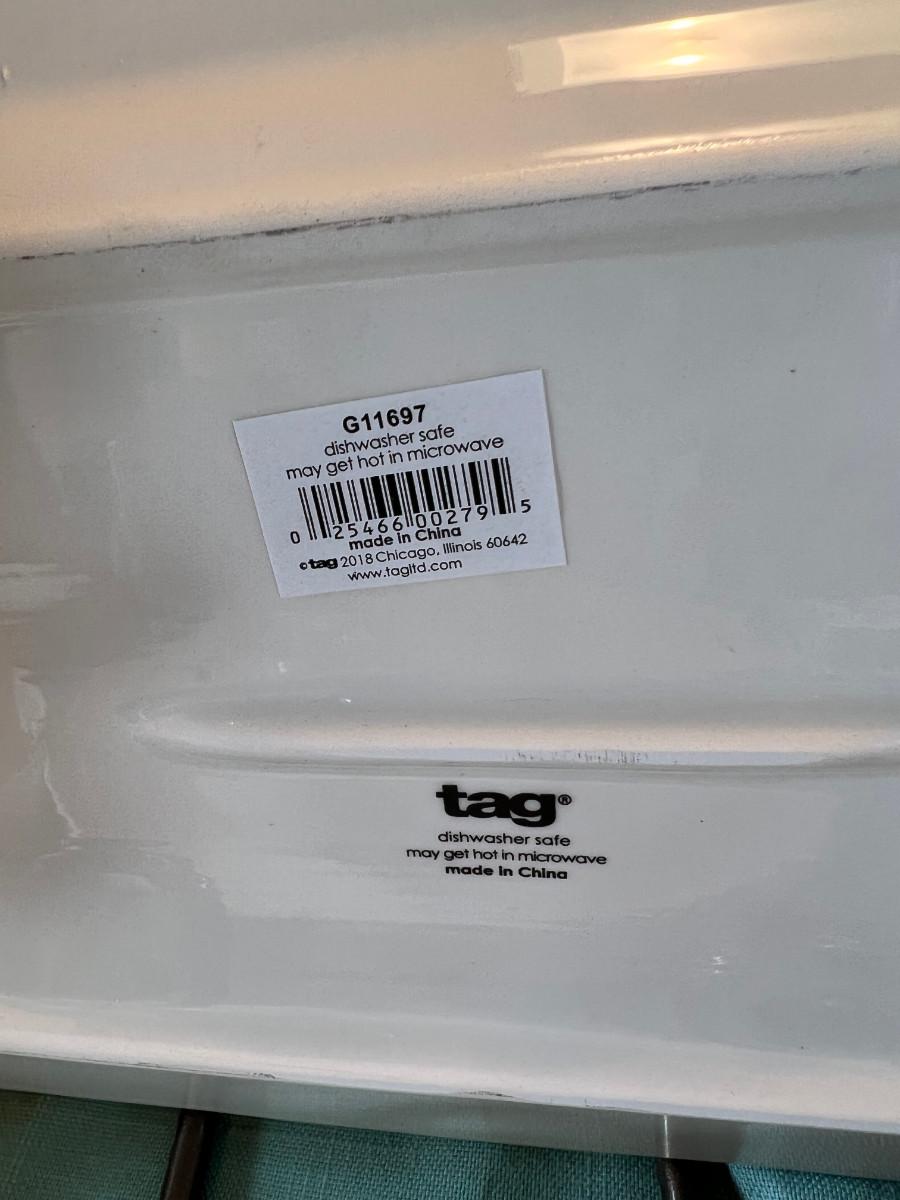 G11697
dishwasher safe
may get hot in microwave
0 25466 00279 5
made in China
©tag 2018 Chicago, Illinois 60642
www.tagltd.com
tag®
dishwasher safe
may get hot in microwave
made in China